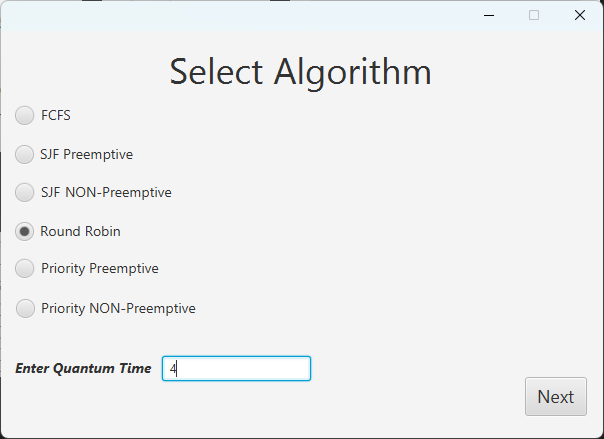 Select Algorithm
FCFS
SJF Preemptive
SJF NON-Preemptive
Round Robin
Priority Preemptive
Priority NON-Preemptive
Enter Quantum Time 4
Next